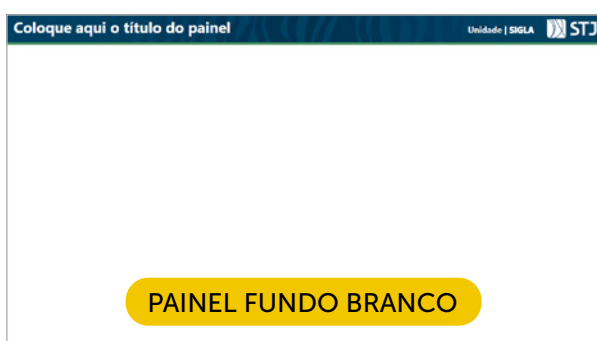 Coloque aqui o título do painel
Unidade | SIGLA
STJ
PAINEL FUNDO BRANCO